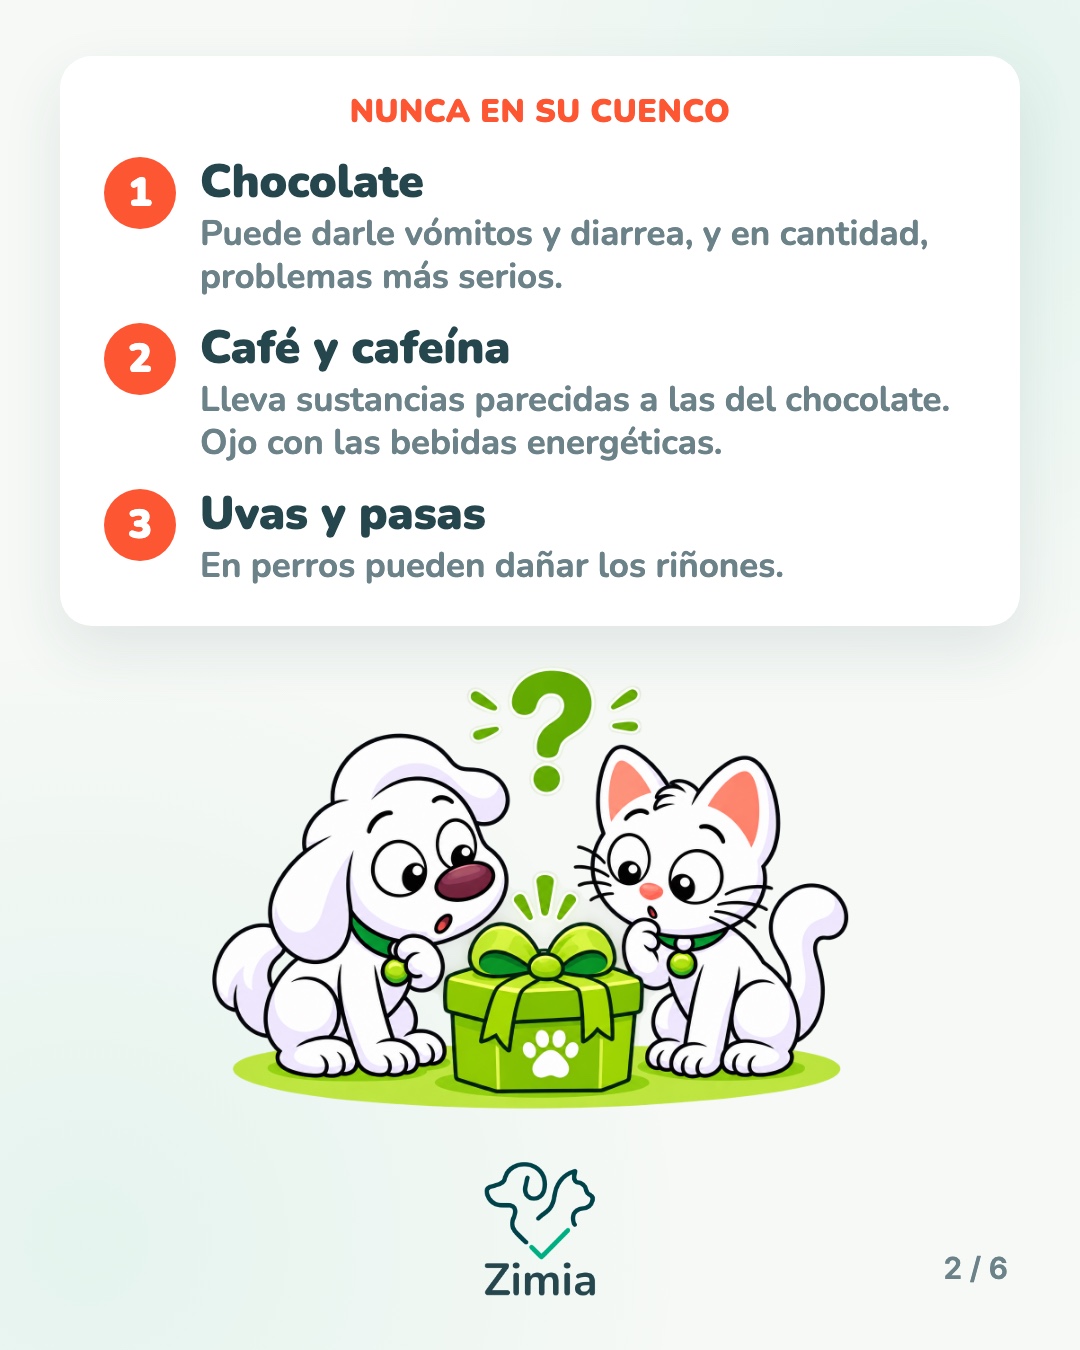 NUNCA EN SU CUENCO
1
Chocolate
Puede darle vómitos y diarrea, y en cantidad,
problemas más serios.
2
Café y cafeína
Lleva sustancias parecidas a las del chocolate.
Ojo con las bebidas energéticas.
3
Uvas y pasas
En perros pueden dañar los riñones.
?
Zimia
2 / 6